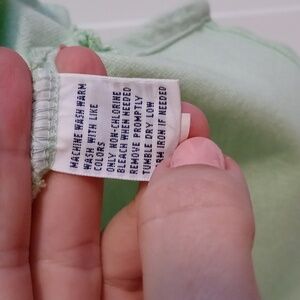 MACHINE WASH WARM
WASH WITH LIKE
COLORS
ONLY NON-CHLORINE
BLEACH WHEN NEEDED
REMOVE PROMPTLY
TUMBLE DRY LOW
RM IRON IF NEEDED